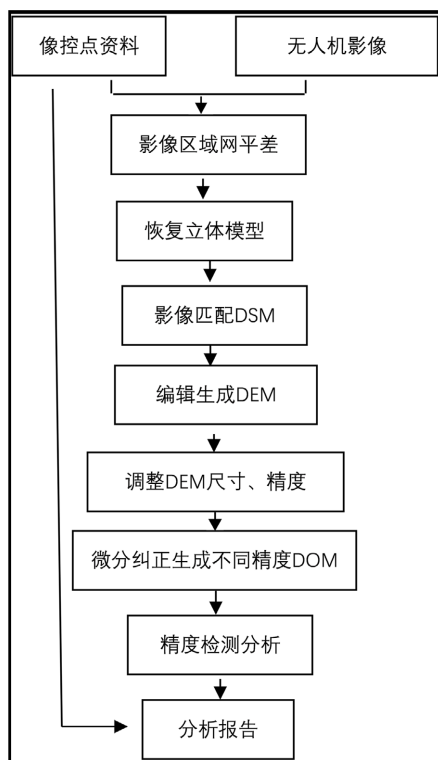 像控点资料
无人机影像
影像区域网平差
恢复立体模型
影像匹配DSM
编辑生成DEM
调整DEM尺寸、精度
微分纠正生成不同精度DOM
精度检测分析
分析报告